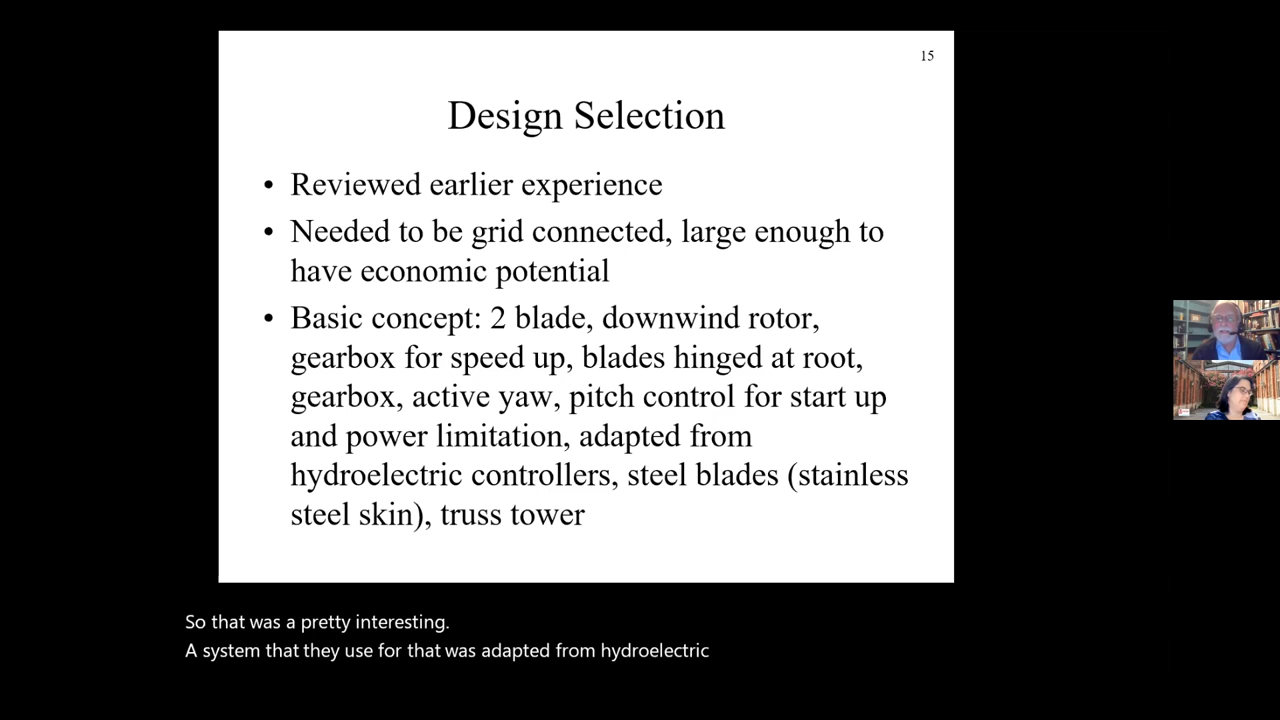 15
Design Selection
• Reviewed earlier experience
• Needed to be grid connected, large enough to
have economic potential
• Basic concept: 2 blade, downwind rotor,
gearbox for speed up, blades hinged at root,
gearbox, active yaw, pitch control for start up
and power limitation, adapted from
hydroelectric controllers, steel blades (stainless
steel skin), truss tower
So that was a pretty interesting.
A system that they use for that was adapted from hydroelectric